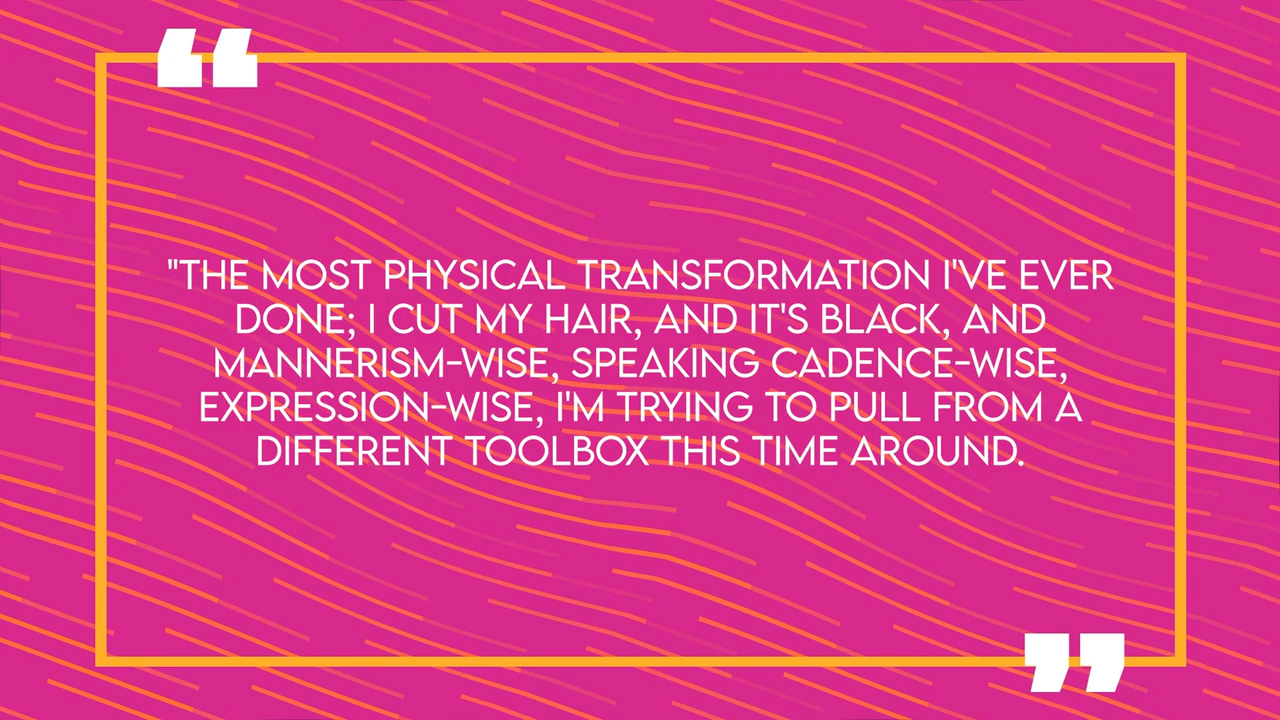 "THE MOST PHYSICAL TRANSFORMATION I'VE EVER
DONE; I CUT MY HAIR, AND IT'S BLACK, AND
MANNERISM-WISE, SPEAKING CADENCE-WISE,
EXPRESSION-WISE, I'M TRYING TO PULL FROM A
DIFFERENT TOOLBOX THIS TIME AROUND.